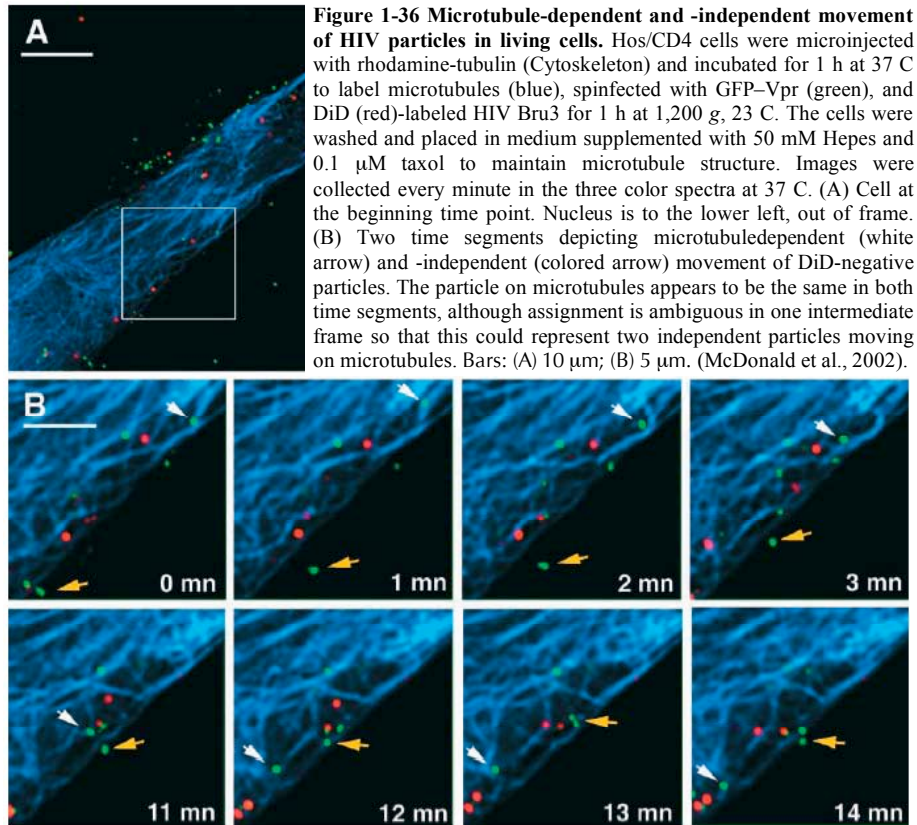 A
Figure 1-36 Microtubule-dependent and -independent movement
of HIV particles in living cells. Hos/CD4 cells were microinjected
with rhodamine-tubulin (Cytoskeleton) and incubated for 1 h at 37 C
to label microtubules (blue), spinfected with GFP–Vpr (green), and
DiD (red)-labeled HIV Bru3 for 1 h at 1,200 g, 23 C. The cells were
washed and placed in medium supplemented with 50 mM Hepes and
0.1 μM taxol to maintain microtubule structure. Images were
collected every minute in the three color spectra at 37 C. (A) Cell at
the beginning time point. Nucleus is to the lower left, out of frame.
(B) Two time segments depicting microtubuledependent (white
arrow) and -independent (colored arrow) movement of DiD-negative
particles. The particle on microtubules appears to be the same in both
time segments, although assignment is ambiguous in one intermediate
frame so that this could represent two independent particles moving
on microtubules. Bars: (A) 10 μm; (B) 5 μm. (McDonald et al., 2002).
B
0 mn
1 mn
2 mn
3 mn
11 mn
12 mn
13 mn
14 mn